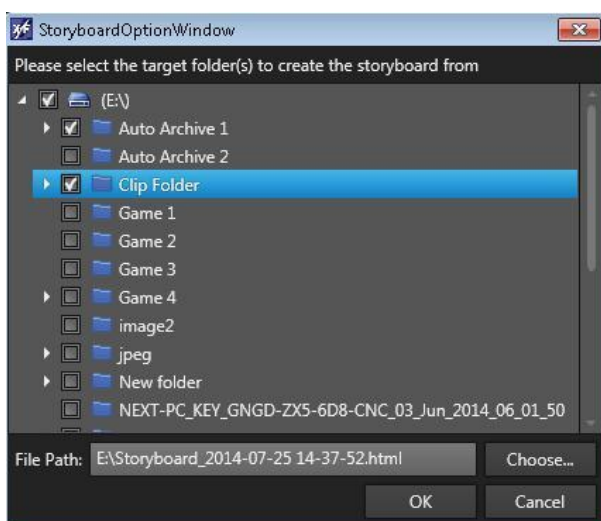 StoryboardOptionWindow
Please select the target folder(s) to create the storyboard from
(E:\)
Auto Archive 1
Auto Archive 2
Clip Folder
Game 1
Game 2
Game 3
Game 4
image2
jpeg
New folder
NEXT-PC_KEY_GNGD-ZX5-6D8-CNC_03_Jun_2014_06_01_50
File Path: E:\Storyboard_2014-07-25 14-37-52.html Choose...
OK Cancel